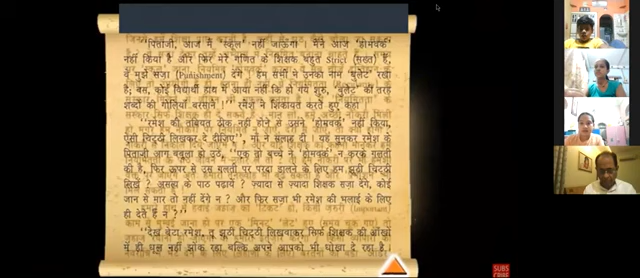 "पिताजी, आज मैं 'स्कूल' नहीं जाऊँगा। मैंने आज 'होमवर्क'
नहीं किया है और फिर मेरे गणित के शिक्षक बहुत Strict (सख्त) हैं,
वे मुझे सज़ा (Punishment) देंगे। हम सभी ने उनका नाम 'बुलेट' रखा
है; बस, कोई विद्यार्थी हाथ में आया नहीं कि हो गये शुरु, 'बुलेट' की तरह
शब्दों की गोलियाँ बरसाने!" रमेश ने शिकायत करते हुए कहा।
"रमेश की तबियत ठीक नहीं होने से उसने 'होमवर्क' नहीं किया,
ऐसी चिट्ठी लिखकर दे दीजिए", माँ ने सलाह दी। यह सुनकर रमेश के
पिताजी आग बबूला हो उठे, "एक तो बच्चे ने 'होमवर्क' न करके गलती
की है, फिर ऊपर से उस गलती पर परदा डालने के लिए हम झूठी चिट्ठी
लिखें? असत्य के पाठ पढ़ायें? ज्यादा से ज्यादा शिक्षक सज़ा देंगे, कोई
जान से मार तो नहीं देंगे न? और फिर सज़ा भी रमेश की भलाई के लिए
ही देते हैं न?"
"देख बेटा रमेश, तू झूठी चिट्ठी लिखवाकर सिर्फ शिक्षक की आँखों
में ही धूल नहीं झोंक रहा बल्कि अपने आपको भी धोखा दे रहा है।
SUBSCRIBE